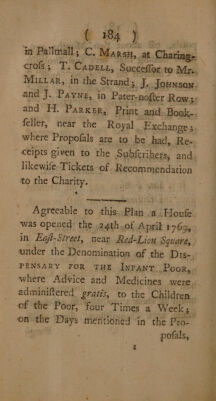 ( 184 )
in Pallmall; C. MARSH, at Charing-
cross; T. CADELL, Successor to Mr.
MILLAR, in the Strand; J. JOHNSON
and J. PAYNE, in Pater-noster Row;
and H. PARKER, Print and Book-
seller, near the Royal Exchange;
where Proposals are to be had, Re-
ceipts given to the Subscribers, and
likewise Tickets of Recommendation
to the Charity.
Agreeable to this Plan a House
was opened the 24th of April 1769,
in East-Street, near Red-Lion Square,
under the Denomination of the DIS-
PENSARY FOR THE INFANT POOR,
where Advice and Medicines were
administered gratis, to the Children
of the Poor, four Times a Week;
on the Days mentioned in the Pro-
posals,